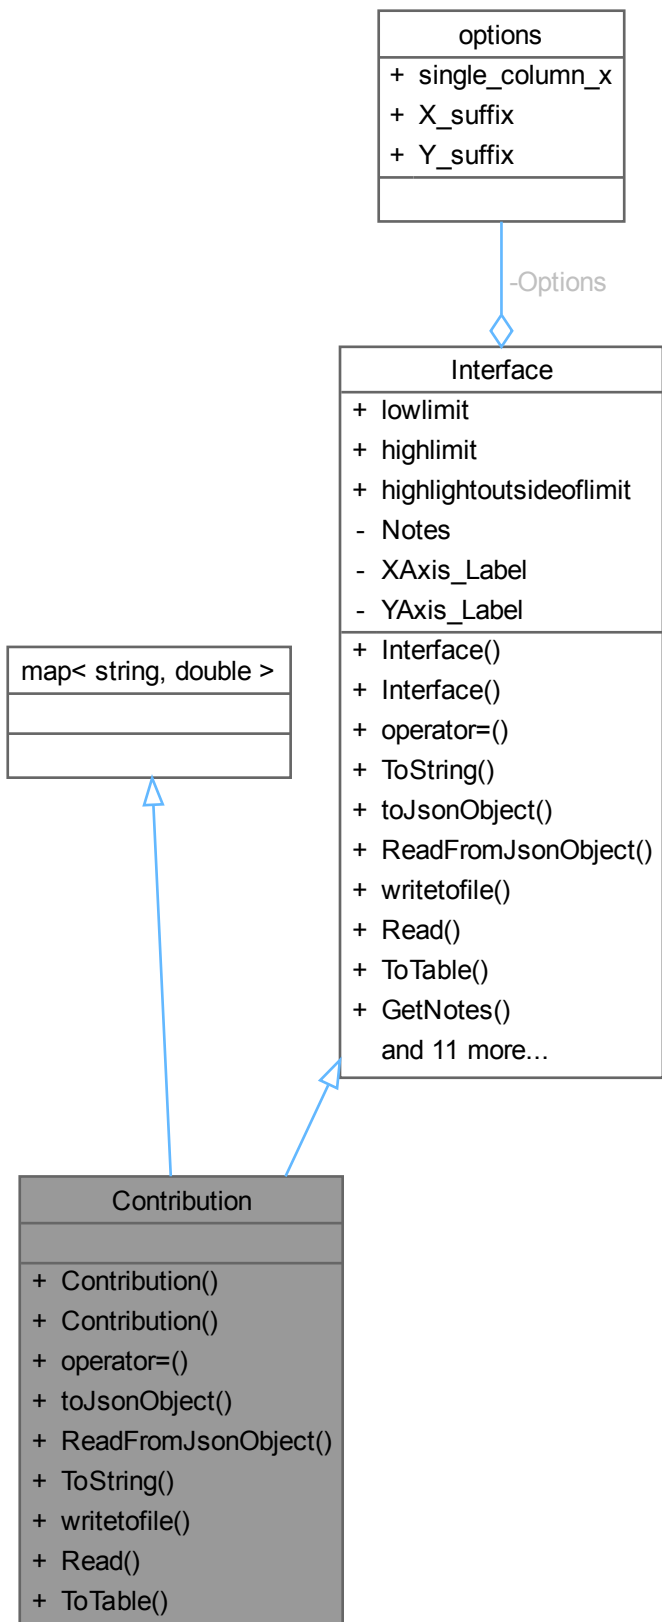 options
+ single_column_x
+ X_suffix
+ Y_suffix
-Options
Interface
+ lowlimit
+ highlimit
+ highlightoutsideoflimit
- Notes
- XAxis_Label
- YAxis_Label
+ Interface()
+ Interface()
+ operator=()
+ ToString()
+ toJsonObject()
+ ReadFromJsonObject()
+ writetofile()
+ Read()
+ ToTable()
+ GetNotes()
and 11 more...
map< string, double >
Contribution
+ Contribution()
+ Contribution()
+ operator=()
+ toJsonObject()
+ ReadFromJsonObject()
+ ToString()
+ writetofile()
+ Read()
+ ToTable()